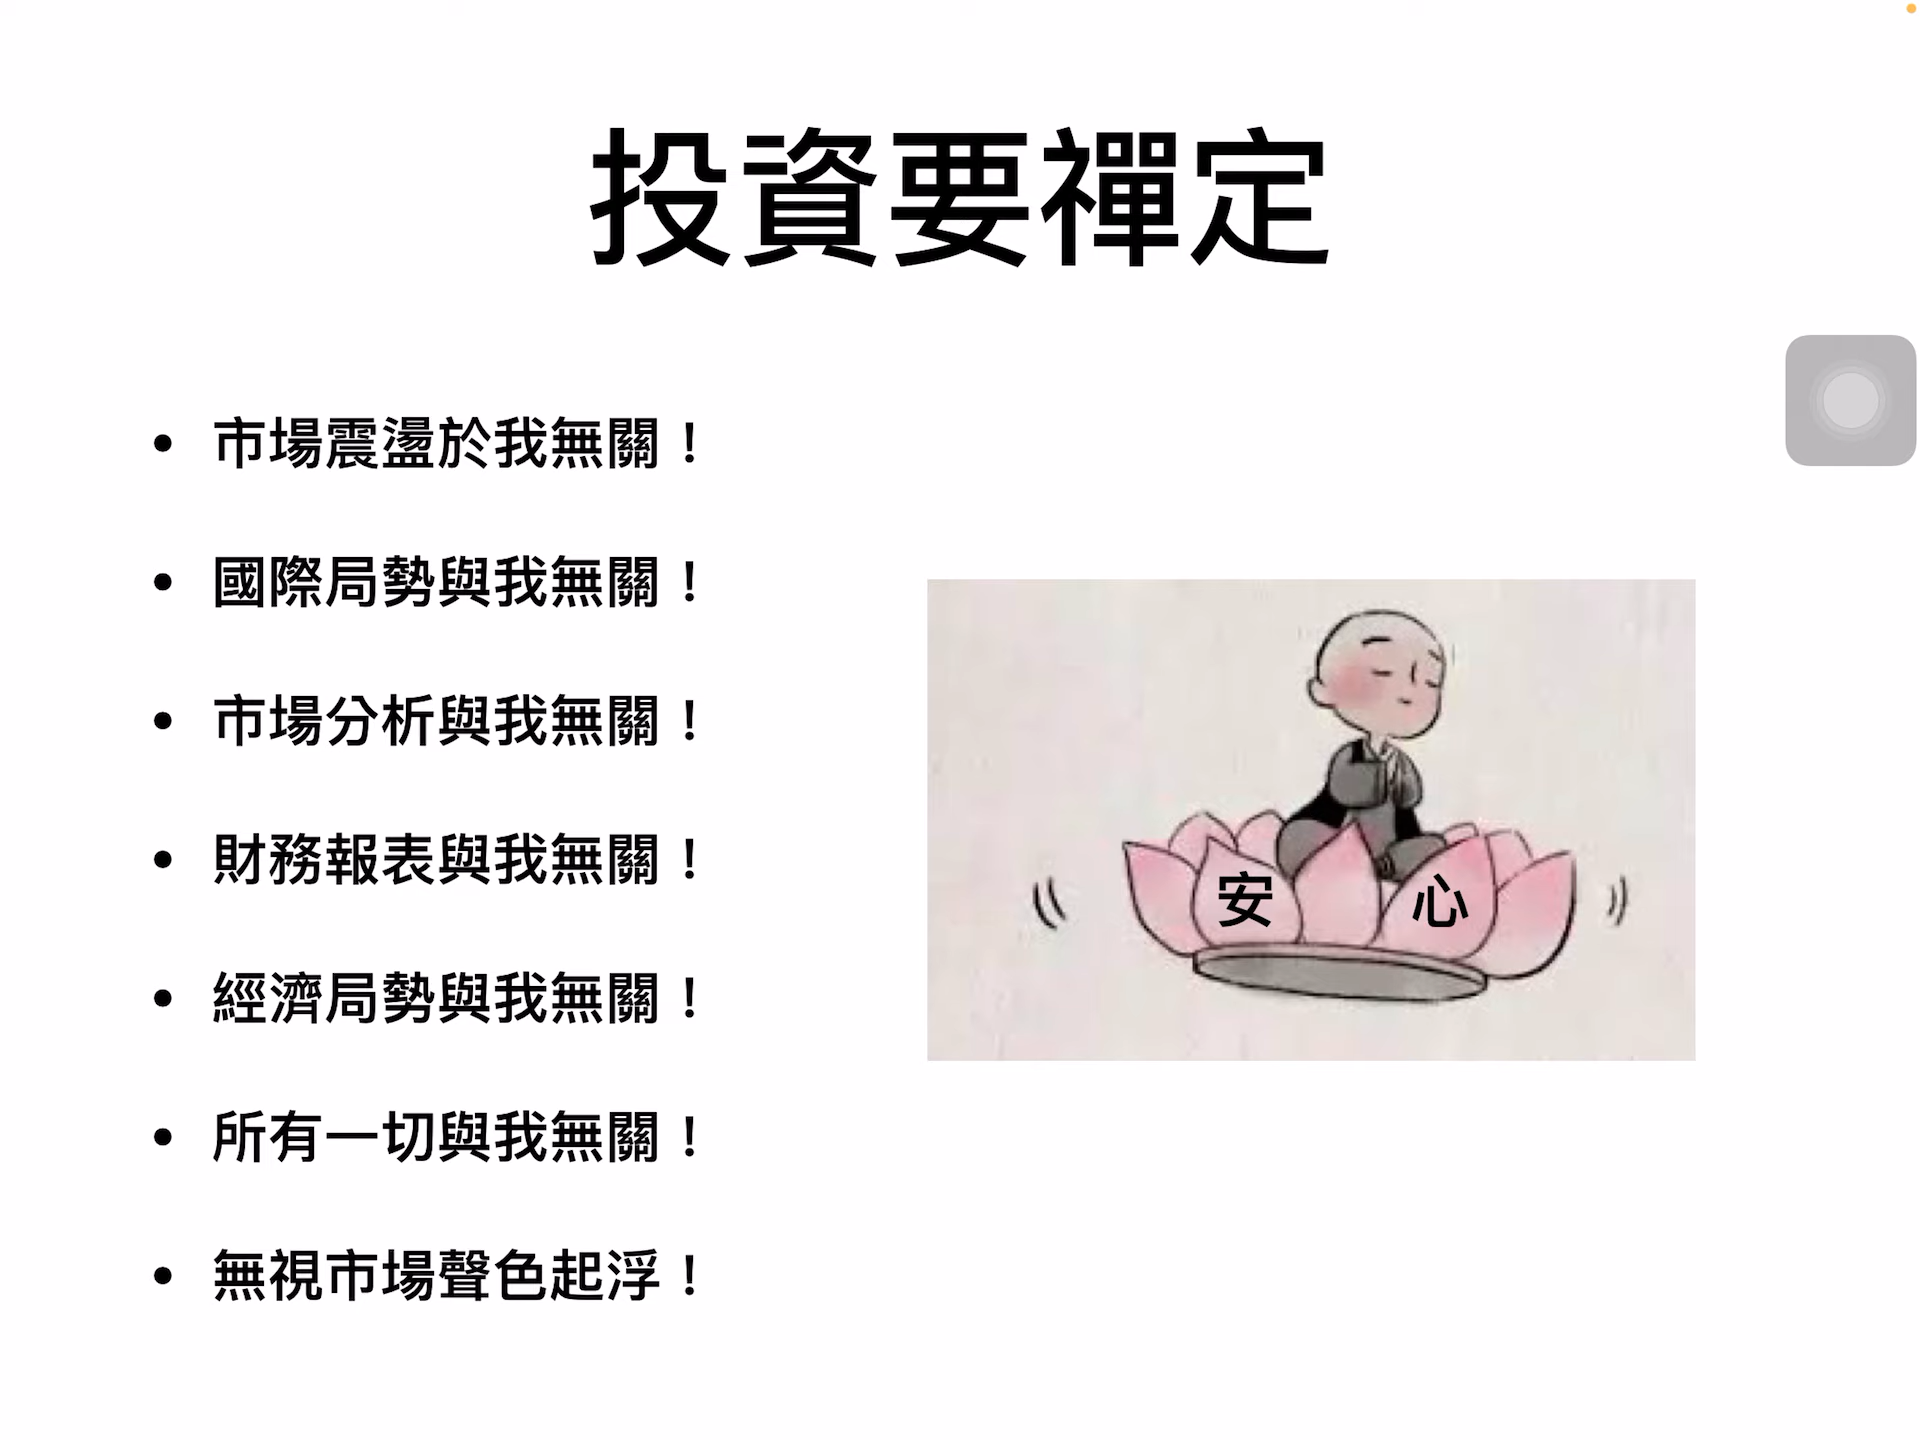 投資要禪定
• 市場震盪於我無關！
• 國際局勢與我無關！
• 市場分析與我無關！
• 財務報表與我無關！
• 經濟局勢與我無關！
• 所有一切與我無關！
• 無視市場聲色起浮！
安 心